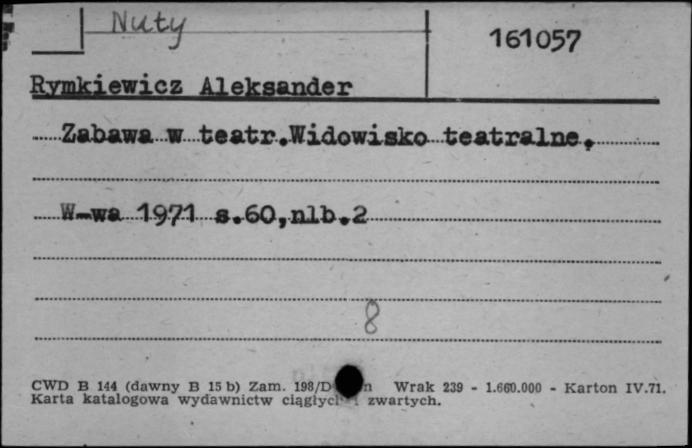 Nuty
161057
Rymkiewicz Aleksander
Zabawa w teatr.Widowisko teatralne.
W-wa 1971 s.60,nlb.2
8
CWD B 144 (dawny B 15 b) Zam. 198/D n Wrak 239 - 1.660.000 - Karton IV.71.
Karta katalogowa wydawnictw ciągłych i zwartych.